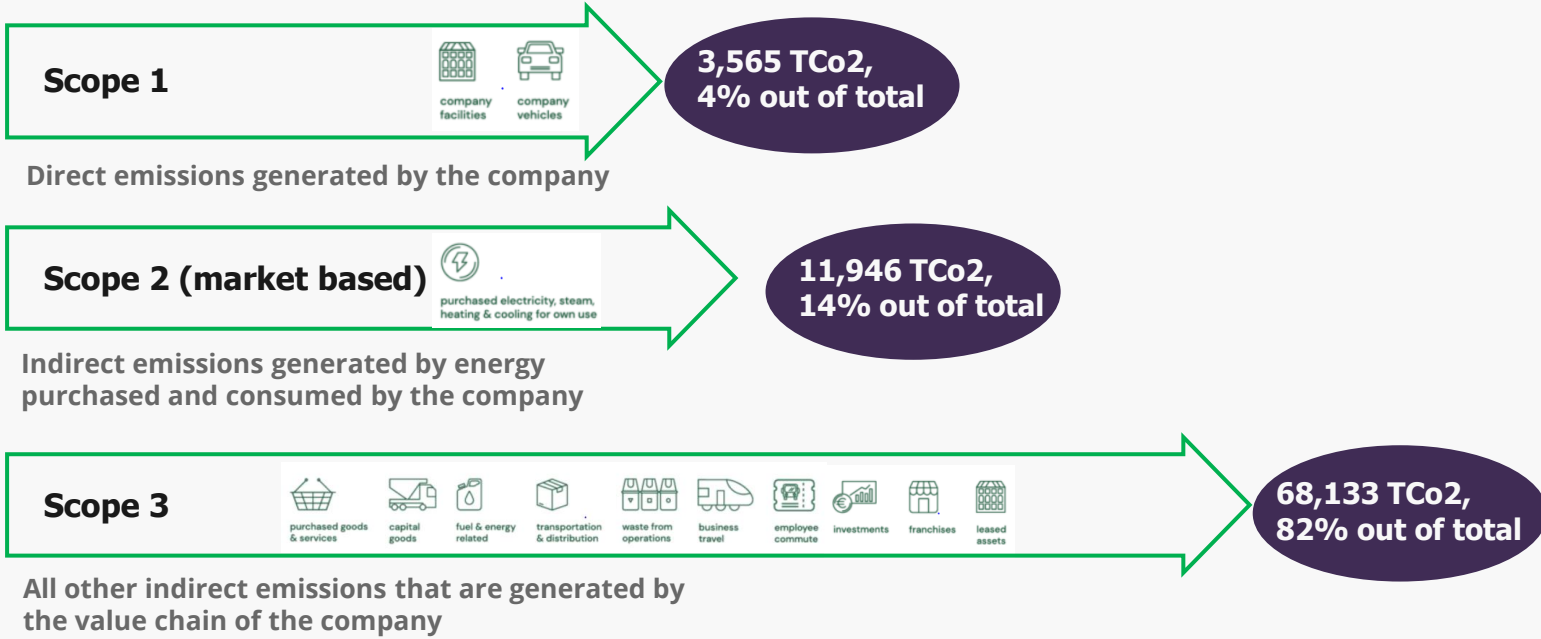 Scope 1
company
facilities
company
vehicles
3,565 TCo2,
4% out of total
Direct emissions generated by the company
Scope 2 (market based)
purchased electricity, steam,
heating & cooling for own use
11,946 TCo2,
14% out of total
Indirect emissions generated by energy
purchased and consumed by the company
Scope 3
purchased goods
& services
capital
goods
fuel & energy
related
transportation
& distribution
waste from
operations
business
travel
employee
commute
investments
franchises
leased
assets
68,133 TCo2,
82% out of total
All other indirect emissions that are generated by
the value chain of the company